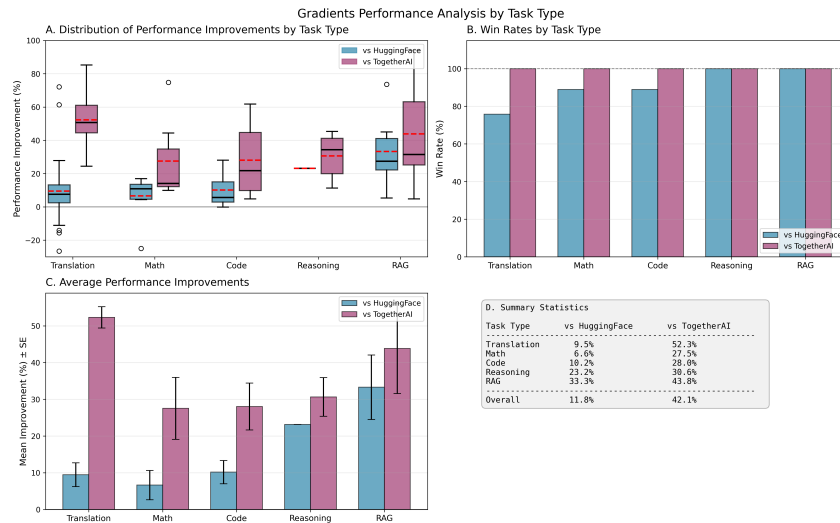 Gradients Performance Analysis by Task Type
A. Distribution of Performance Improvements by Task Type
Performance Improvement (%)
100
80
60
40
20
0
−20
vs HuggingFace
vs TogetherAI
Translation
Math
Code
Reasoning
RAG
B. Win Rates by Task Type
Win Rate (%)
100
80
60
40
20
0
vs HuggingFace
vs TogetherAI
Translation
Math
Code
Reasoning
RAG
C. Average Performance Improvements
Mean Improvement (%) ± SE
50
40
30
20
10
0
vs HuggingFace
vs TogetherAI
Translation
Math
Code
Reasoning
RAG
D. Summary Statistics
Task Type vs HuggingFace vs TogetherAI
--------------------------------------------------------
Translation 9.5% 52.3%
Math 6.6% 27.5%
Code 10.2% 28.0%
Reasoning 23.2% 30.6%
RAG 33.3% 43.8%
--------------------------------------------------------
Overall 11.8% 42.1%